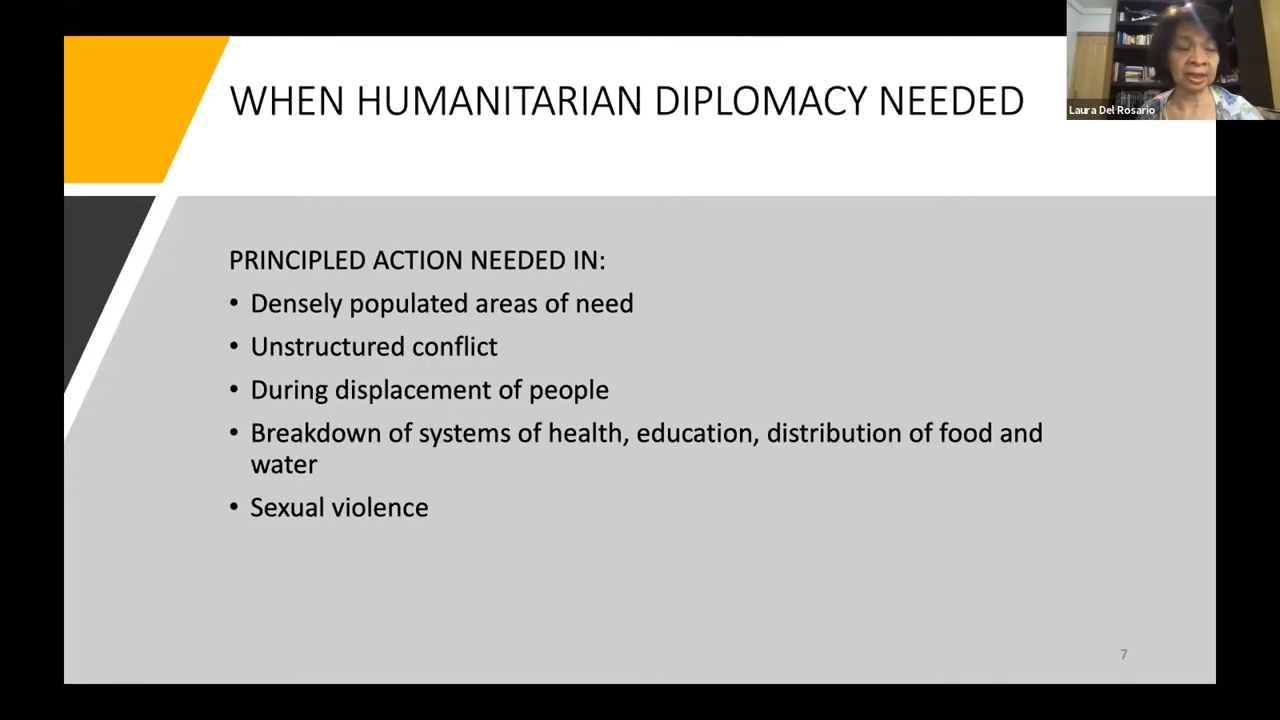 WHEN HUMANITARIAN DIPLOMACY NEEDED
Laura Del Rosario
PRINCIPLED ACTION NEEDED IN:
• Densely populated areas of need
• Unstructured conflict
• During displacement of people
• Breakdown of systems of health, education, distribution of food and
water
• Sexual violence
7